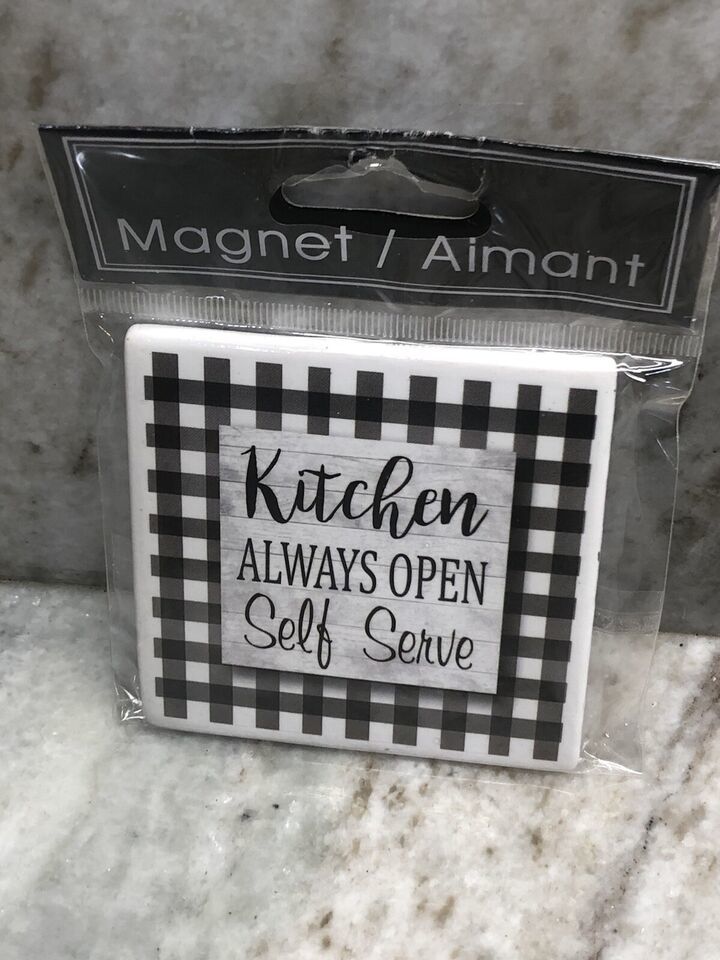 Magnet / Aimant
Kitchen
ALWAYS OPEN
Self Serve